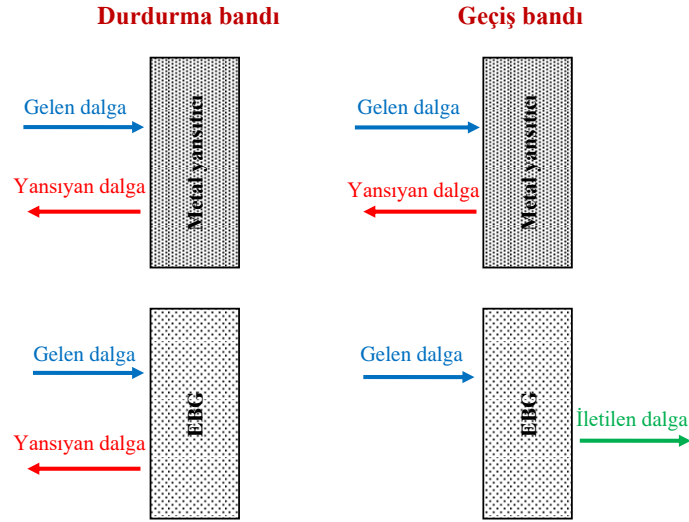 Durdurma bandı
Geçiş bandı
Gelen dalga
Metal yansıtıcı
Yansıyan dalga
Gelen dalga
Metal yansıtıcı
Yansıyan dalga
Gelen dalga
EBG
Yansıyan dalga
Gelen dalga
EBG
İletilen dalga